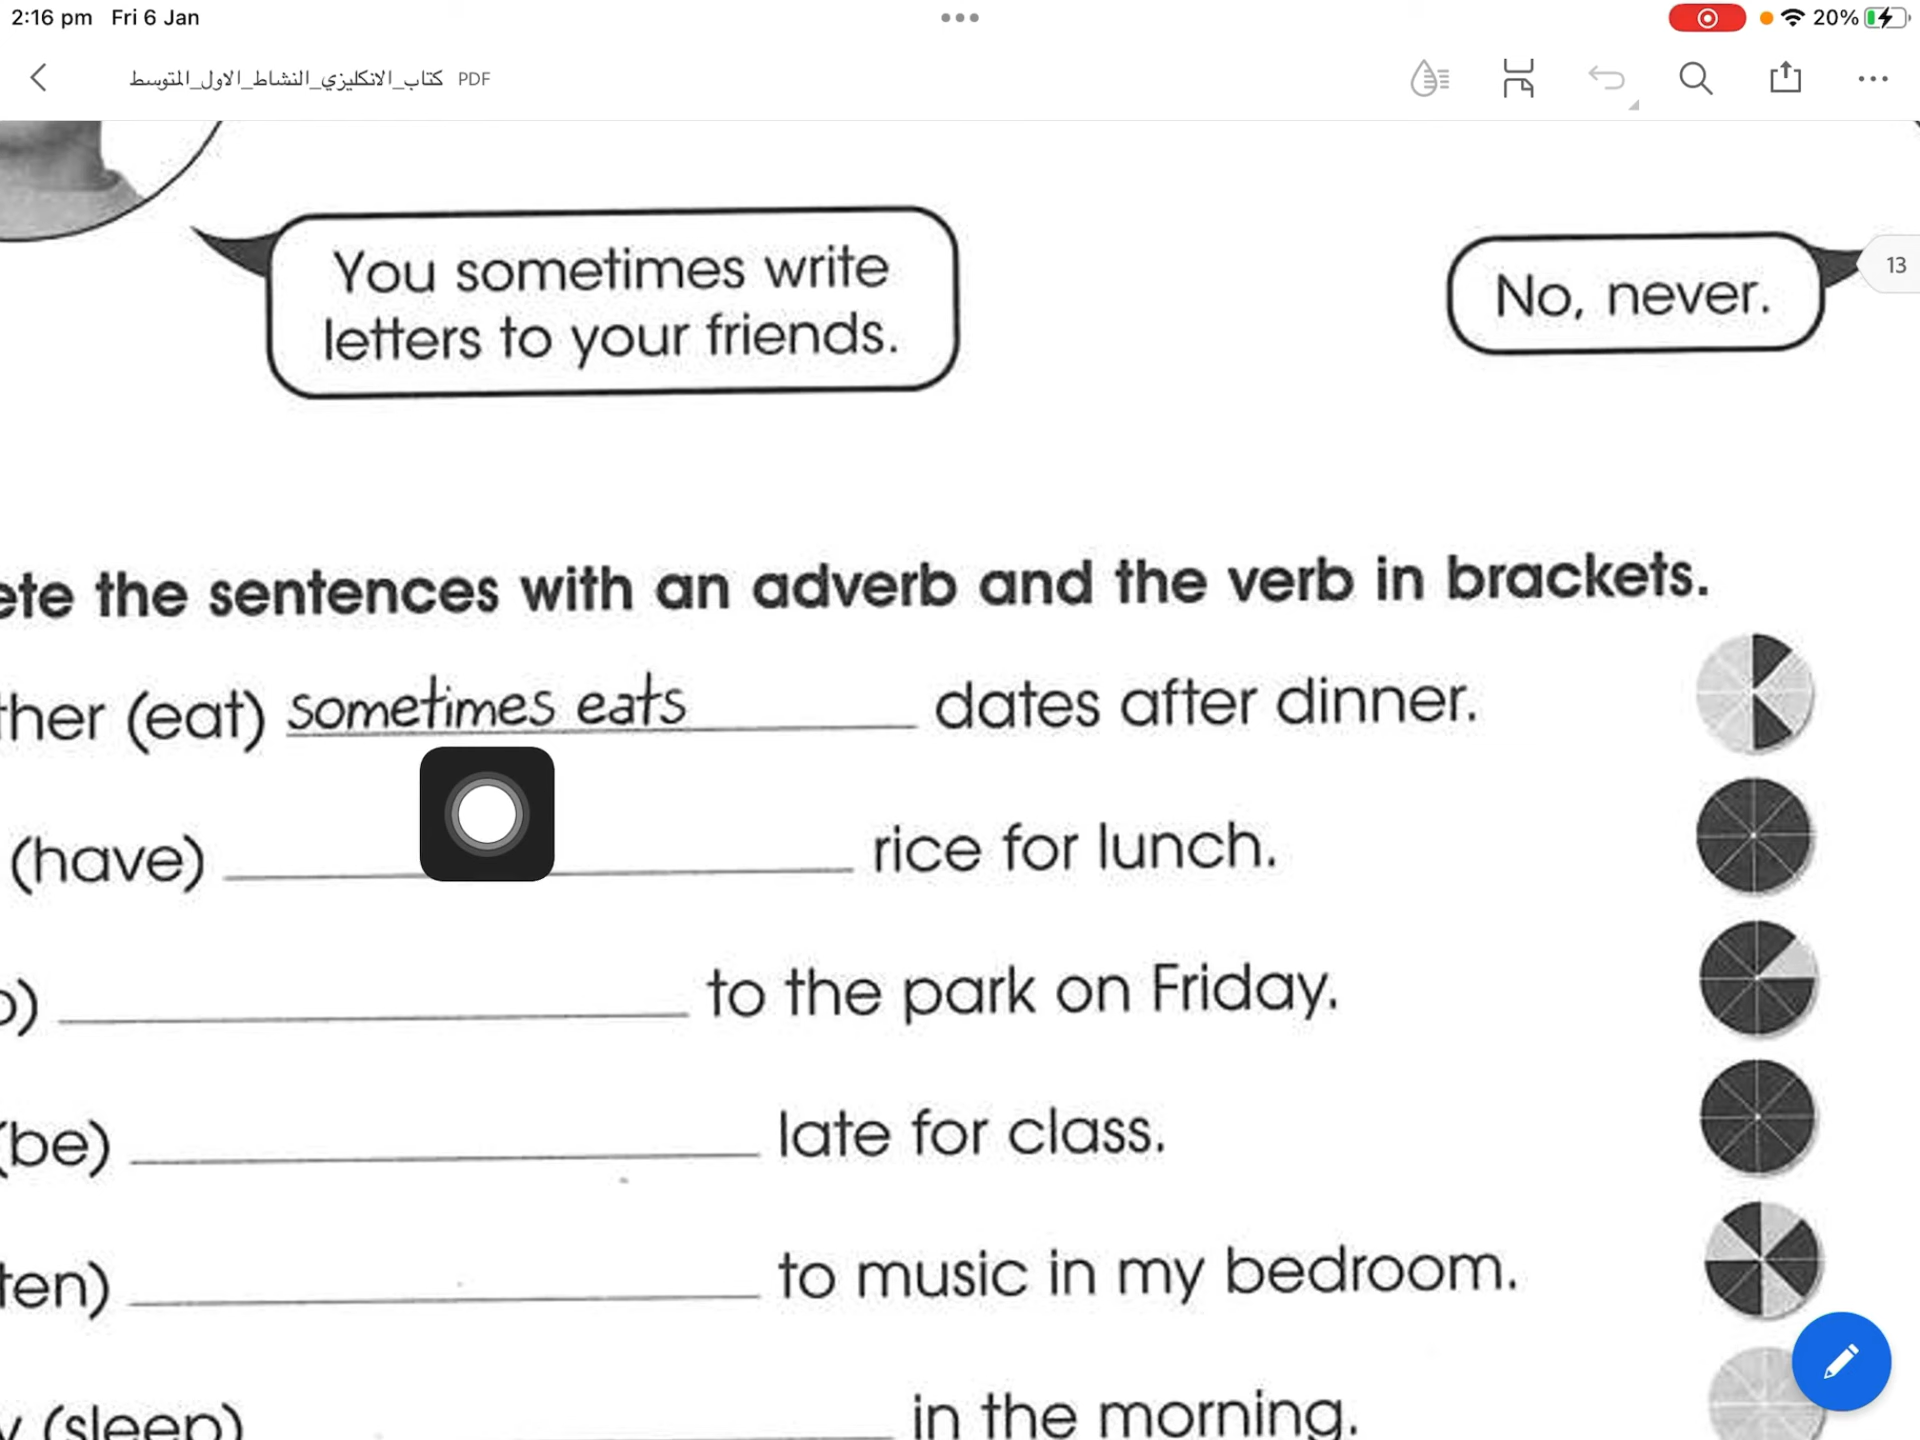 2:16 pm Fri 6 Jan
20%
كتاب_الانكليزي_النشاط_الاول_المتوسط PDF
13
You sometimes write
letters to your friends.
No, never.
ete the sentences with an adverb and the verb in brackets.
ther (eat) sometimes eats dates after dinner.
(have) rice for lunch.
o) to the park on Friday.
(be) late for class.
ten) to music in my bedroom.
y (sleep) in the morning.